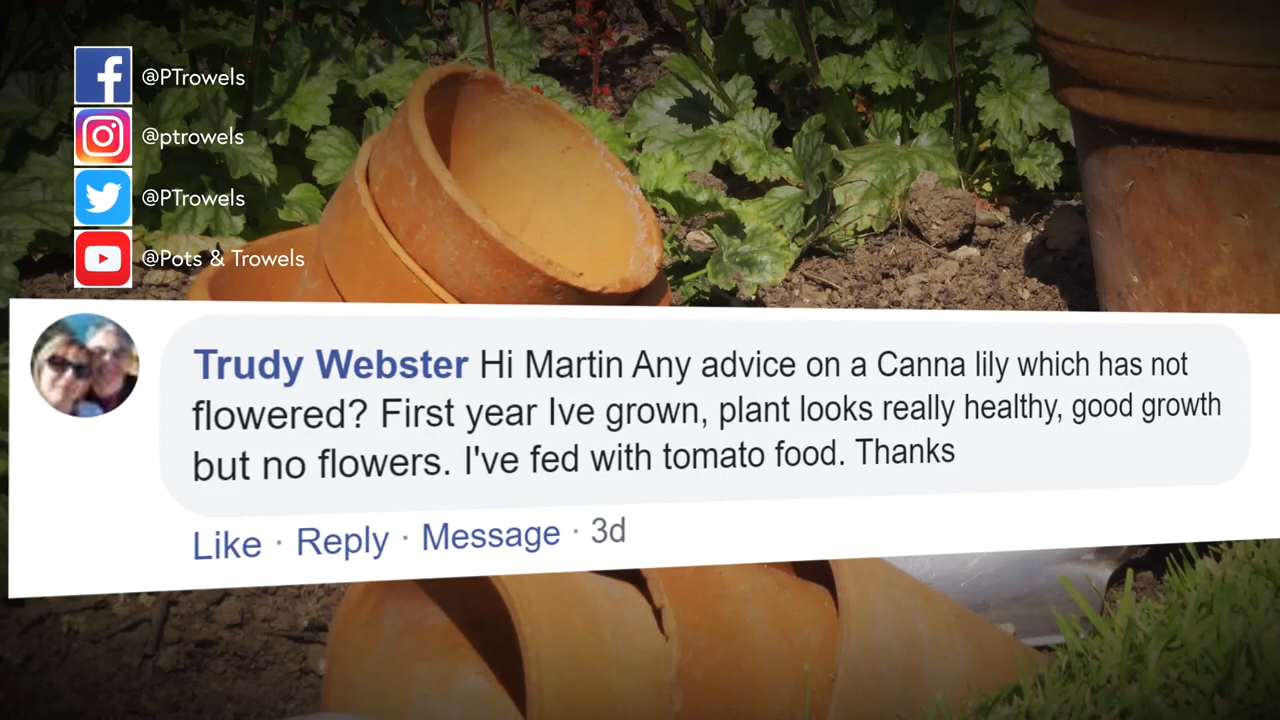 @PTrowels
@ptrowels
@PTrowels
@Pots & Trowels
Trudy Webster Hi Martin Any advice on a Canna lily which has not
flowered? First year Ive grown, plant looks really healthy, good growth
but no flowers. I've fed with tomato food. Thanks
Like · Reply · Message · 3d